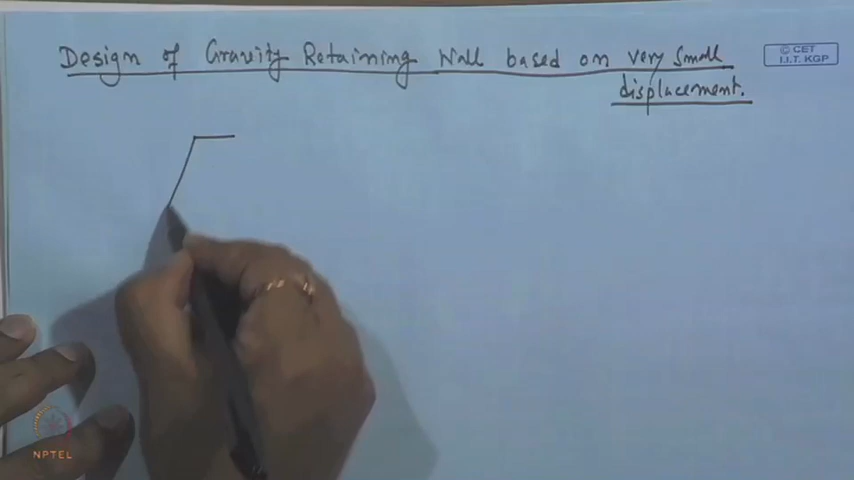 Design of Gravity Retaining Wall based on very small
displacement.
© CET
I.I.T. KGP
NPTEL